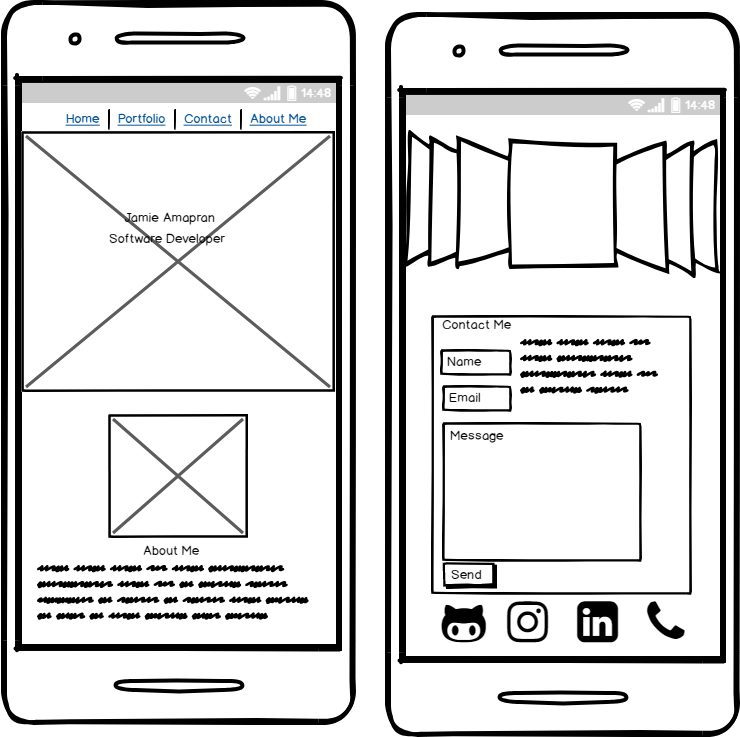 14:48
Home | Portfolio | Contact | About Me
Jamie Amapran
Software Developer
About Me
14:48
Contact Me
Name
Email
Message
Send
in